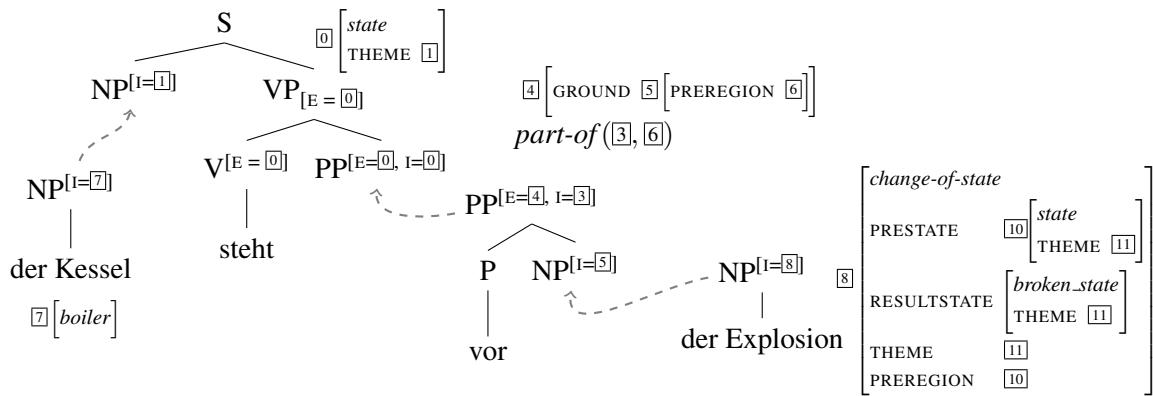 S
0 [state
THEME 1]
NP[I=1]
VP[E = 0]
4 [GROUND 5 [PREREGION 6]]
part-of(3, 6)
V[E = 0]
PP[E=0, I=0]
NP[I=7]
PP[E=4, I=3]
steht
der Kessel
7 [boiler]
P
NP[I=5]
NP[I=8]
vor
der Explosion
8
change-of-state
PRESTATE 10 [state
THEME 11]
RESULTSTATE [broken_state
THEME 11]
THEME 11
PREREGION 10